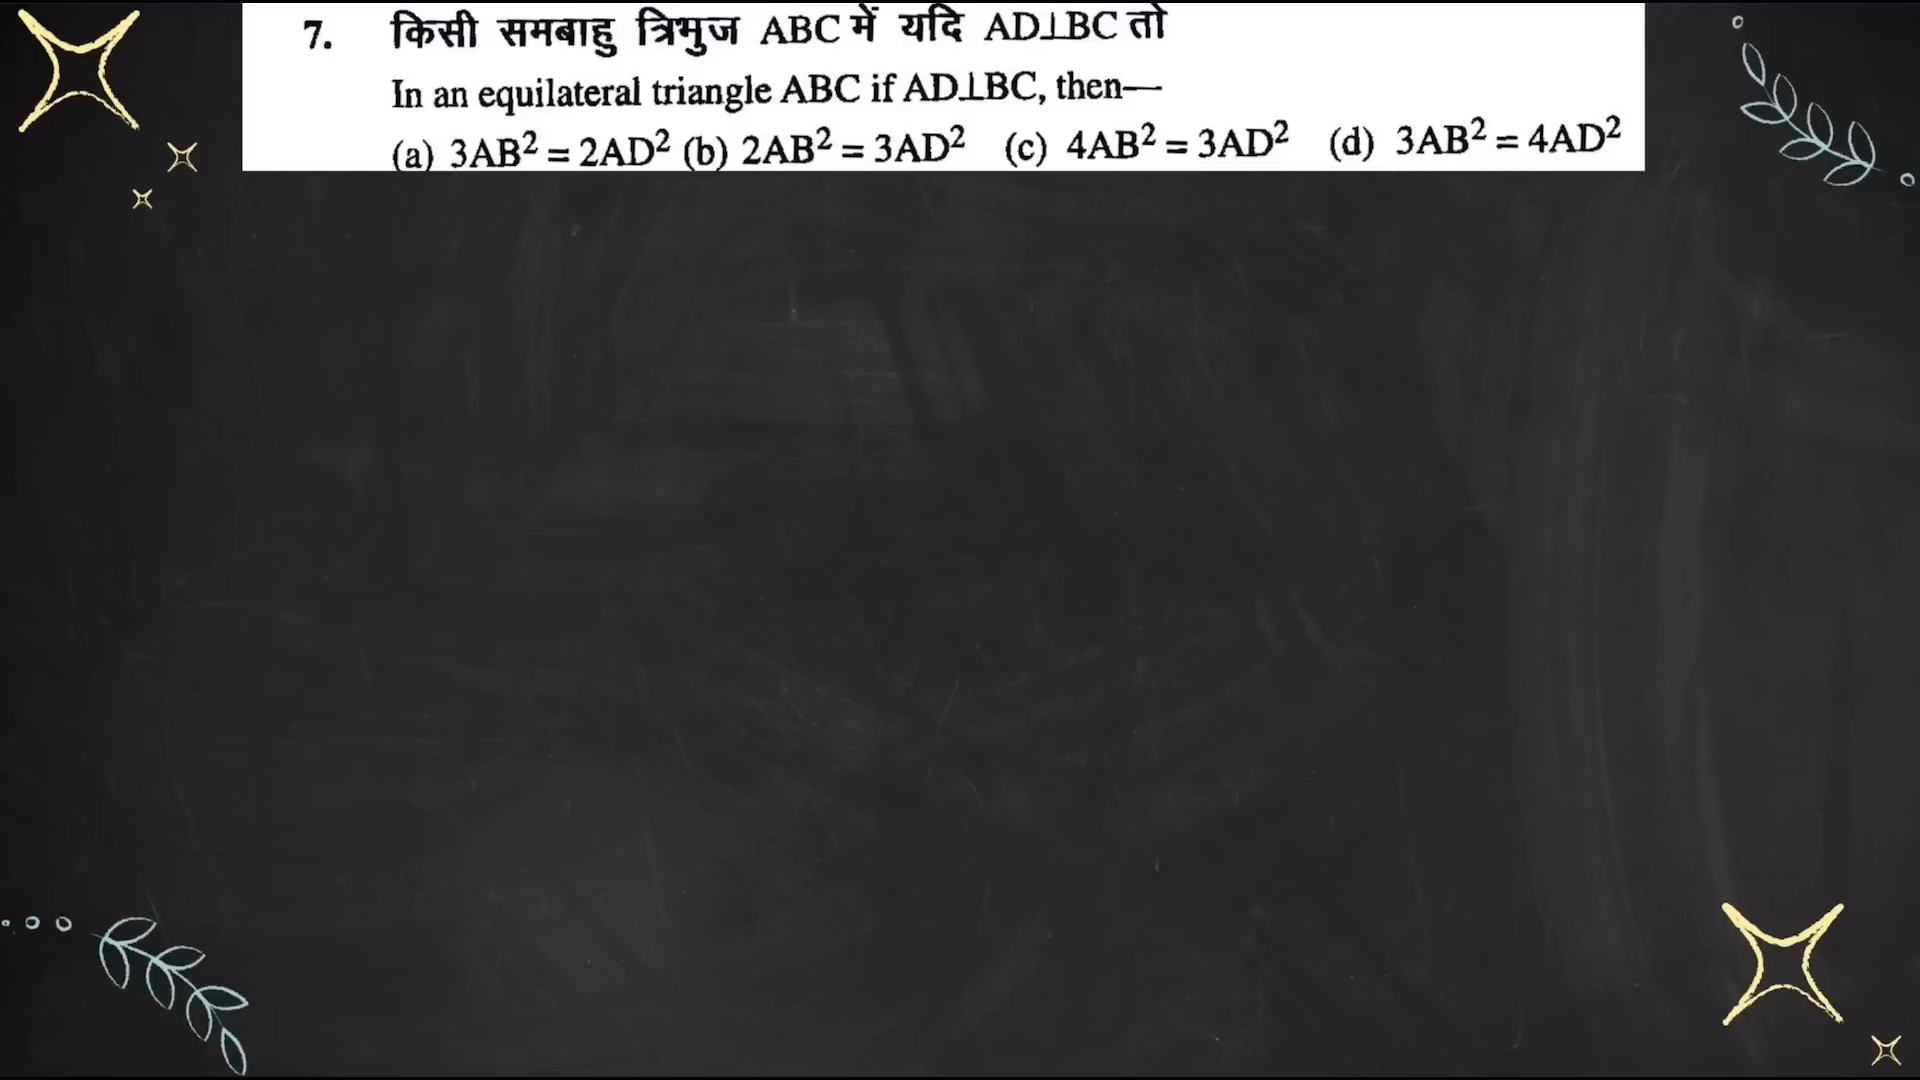 7. किसी समबाहु त्रिभुज ABC में यदि AD⊥BC तो
In an equilateral triangle ABC if AD⊥BC, then—
(a) 3AB² = 2AD² (b) 2AB² = 3AD² (c) 4AB² = 3AD² (d) 3AB² = 4AD²